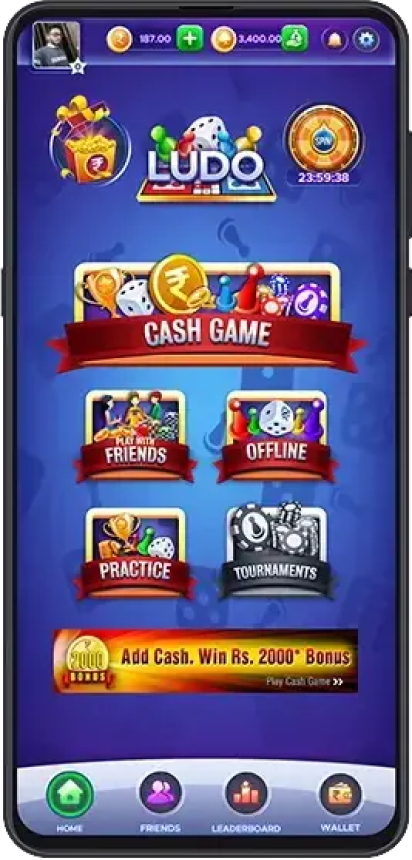 187.00
3,400.00
LUDO
SPIN
23:59:38
CASH GAME
PLAY WITH
FRIENDS
OFFLINE
PRACTICE
TOURNAMENTS
2000
BONUS
Add Cash. Win Rs. 2000* Bonus
Play Cash Game >>
HOME
FRIENDS
LEADERBOARD
WALLET